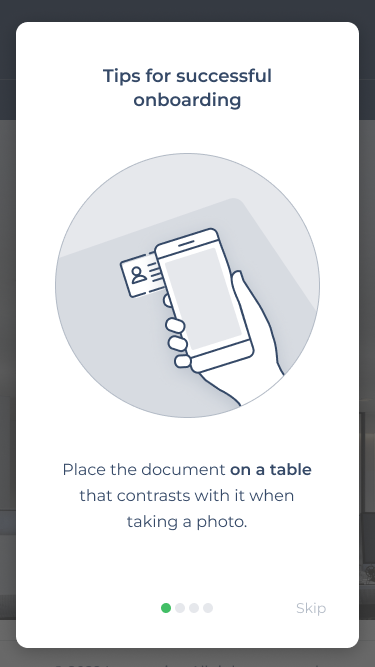 Tips for successful
onboarding
Place the document on a table
that contrasts with it when
taking a photo.
Skip